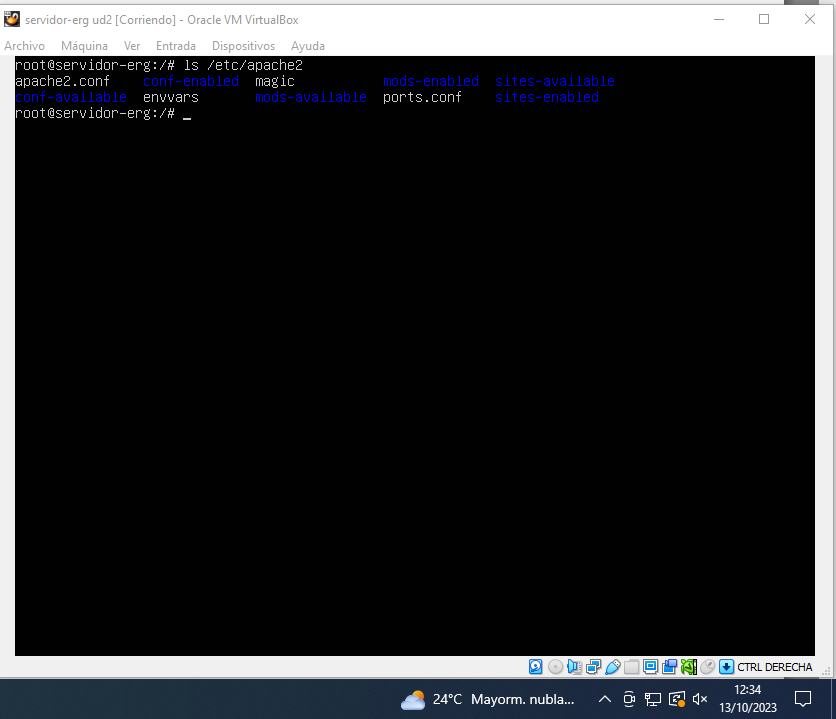 servidor-erg ud2 [Corriendo] - Oracle VM VirtualBox
Archivo Máquina Ver Entrada Dispositivos Ayuda
root@servidor-erg:/# ls /etc/apache2
apache2.conf conf-enabled magic mods-enabled sites-available
conf-available envvars mods-available ports.conf sites-enabled
root@servidor-erg:/# _
CTRL DERECHA
24°C Mayorm. nubla...
12:34
13/10/2023